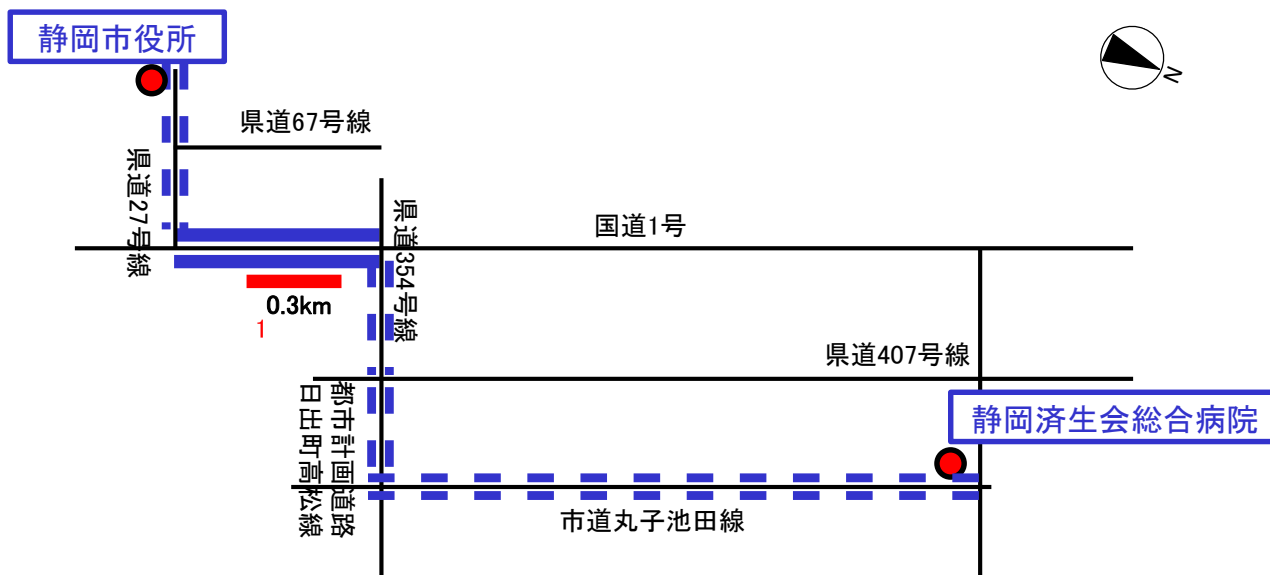 静岡市役所
N
県道67号線
県道27号線
県道354号線
国道1号
0.3km
1
県道407号線
都市計画道路
日出町高松線
静岡済生会総合病院
市道丸子池田線